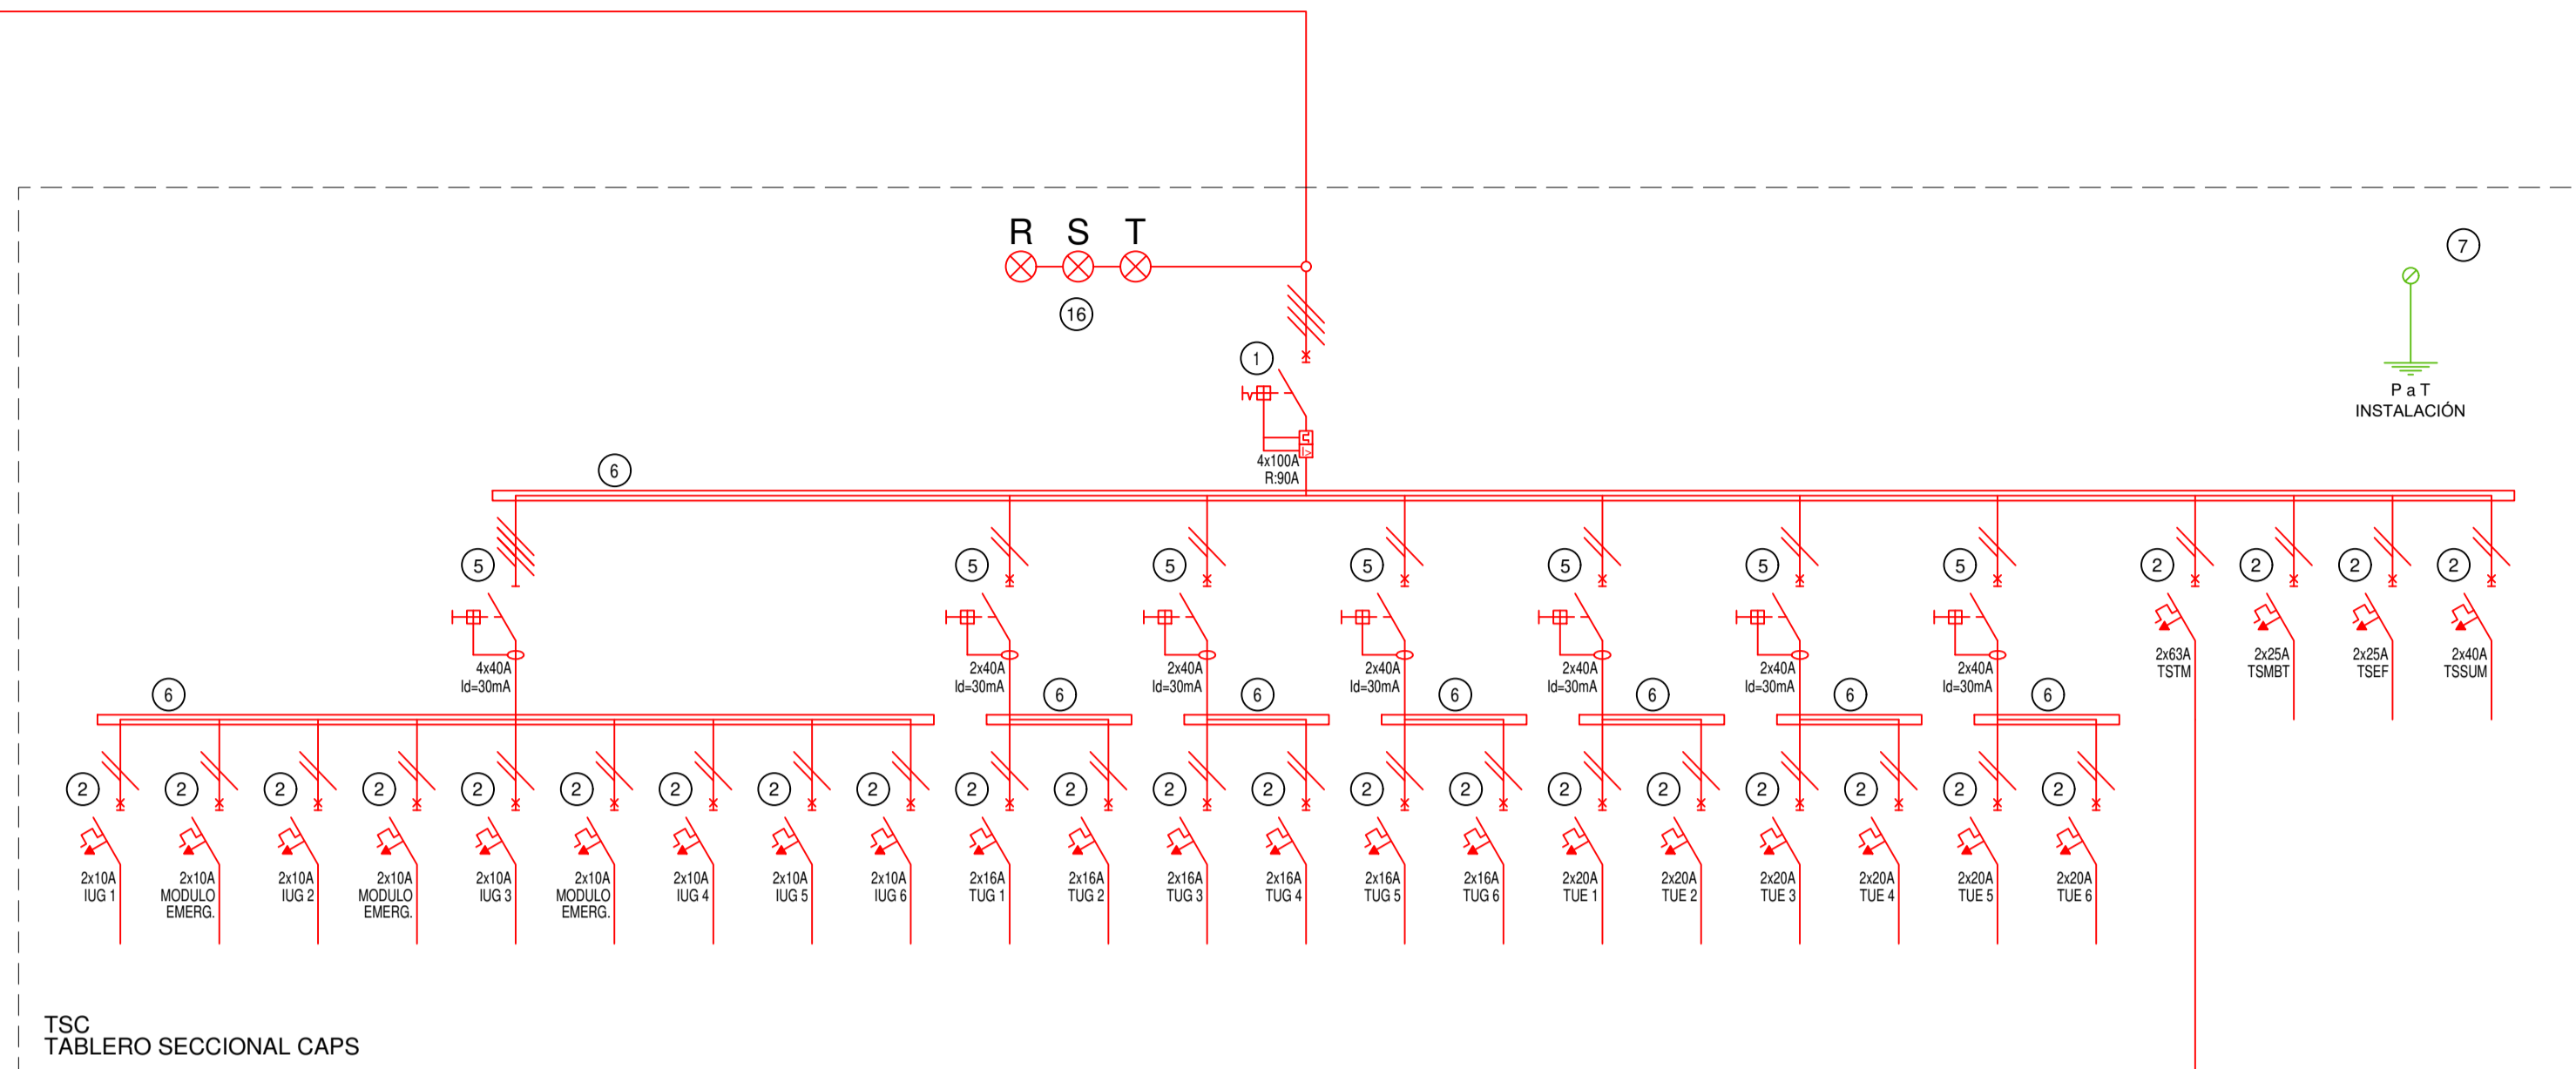 R S T
7
16
1
P a T
INSTALACIÓN
4x100A
R:90A
6
5 5 5 5 5 5 5 2 2 2 2
4x40A
Id=30mA
2x40A
Id=30mA
2x40A
Id=30mA
2x40A
Id=30mA
2x40A
Id=30mA
2x40A
Id=30mA
2x40A
Id=30mA
2x63A
TSTM
2x25A
TSMBT
2x25A
TSEF
2x40A
TSSUM
6 6 6 6 6 6 6
2 2 2 2 2 2 2 2 2 2 2 2 2 2 2 2 2 2 2 2 2
2x10A
IUG 1
2x10A
MODULO
EMERG.
2x10A
IUG 2
2x10A
MODULO
EMERG.
2x10A
IUG 3
2x10A
MODULO
EMERG.
2x10A
IUG 4
2x10A
IUG 5
2x10A
IUG 6
2x16A
TUG 1
2x16A
TUG 2
2x16A
TUG 3
2x16A
TUG 4
2x16A
TUG 5
2x16A
TUG 6
2x20A
TUE 1
2x20A
TUE 2
2x20A
TUE 3
2x20A
TUE 4
2x20A
TUE 5
2x20A
TUE 6
TSC
TABLERO SECCIONAL CAPS